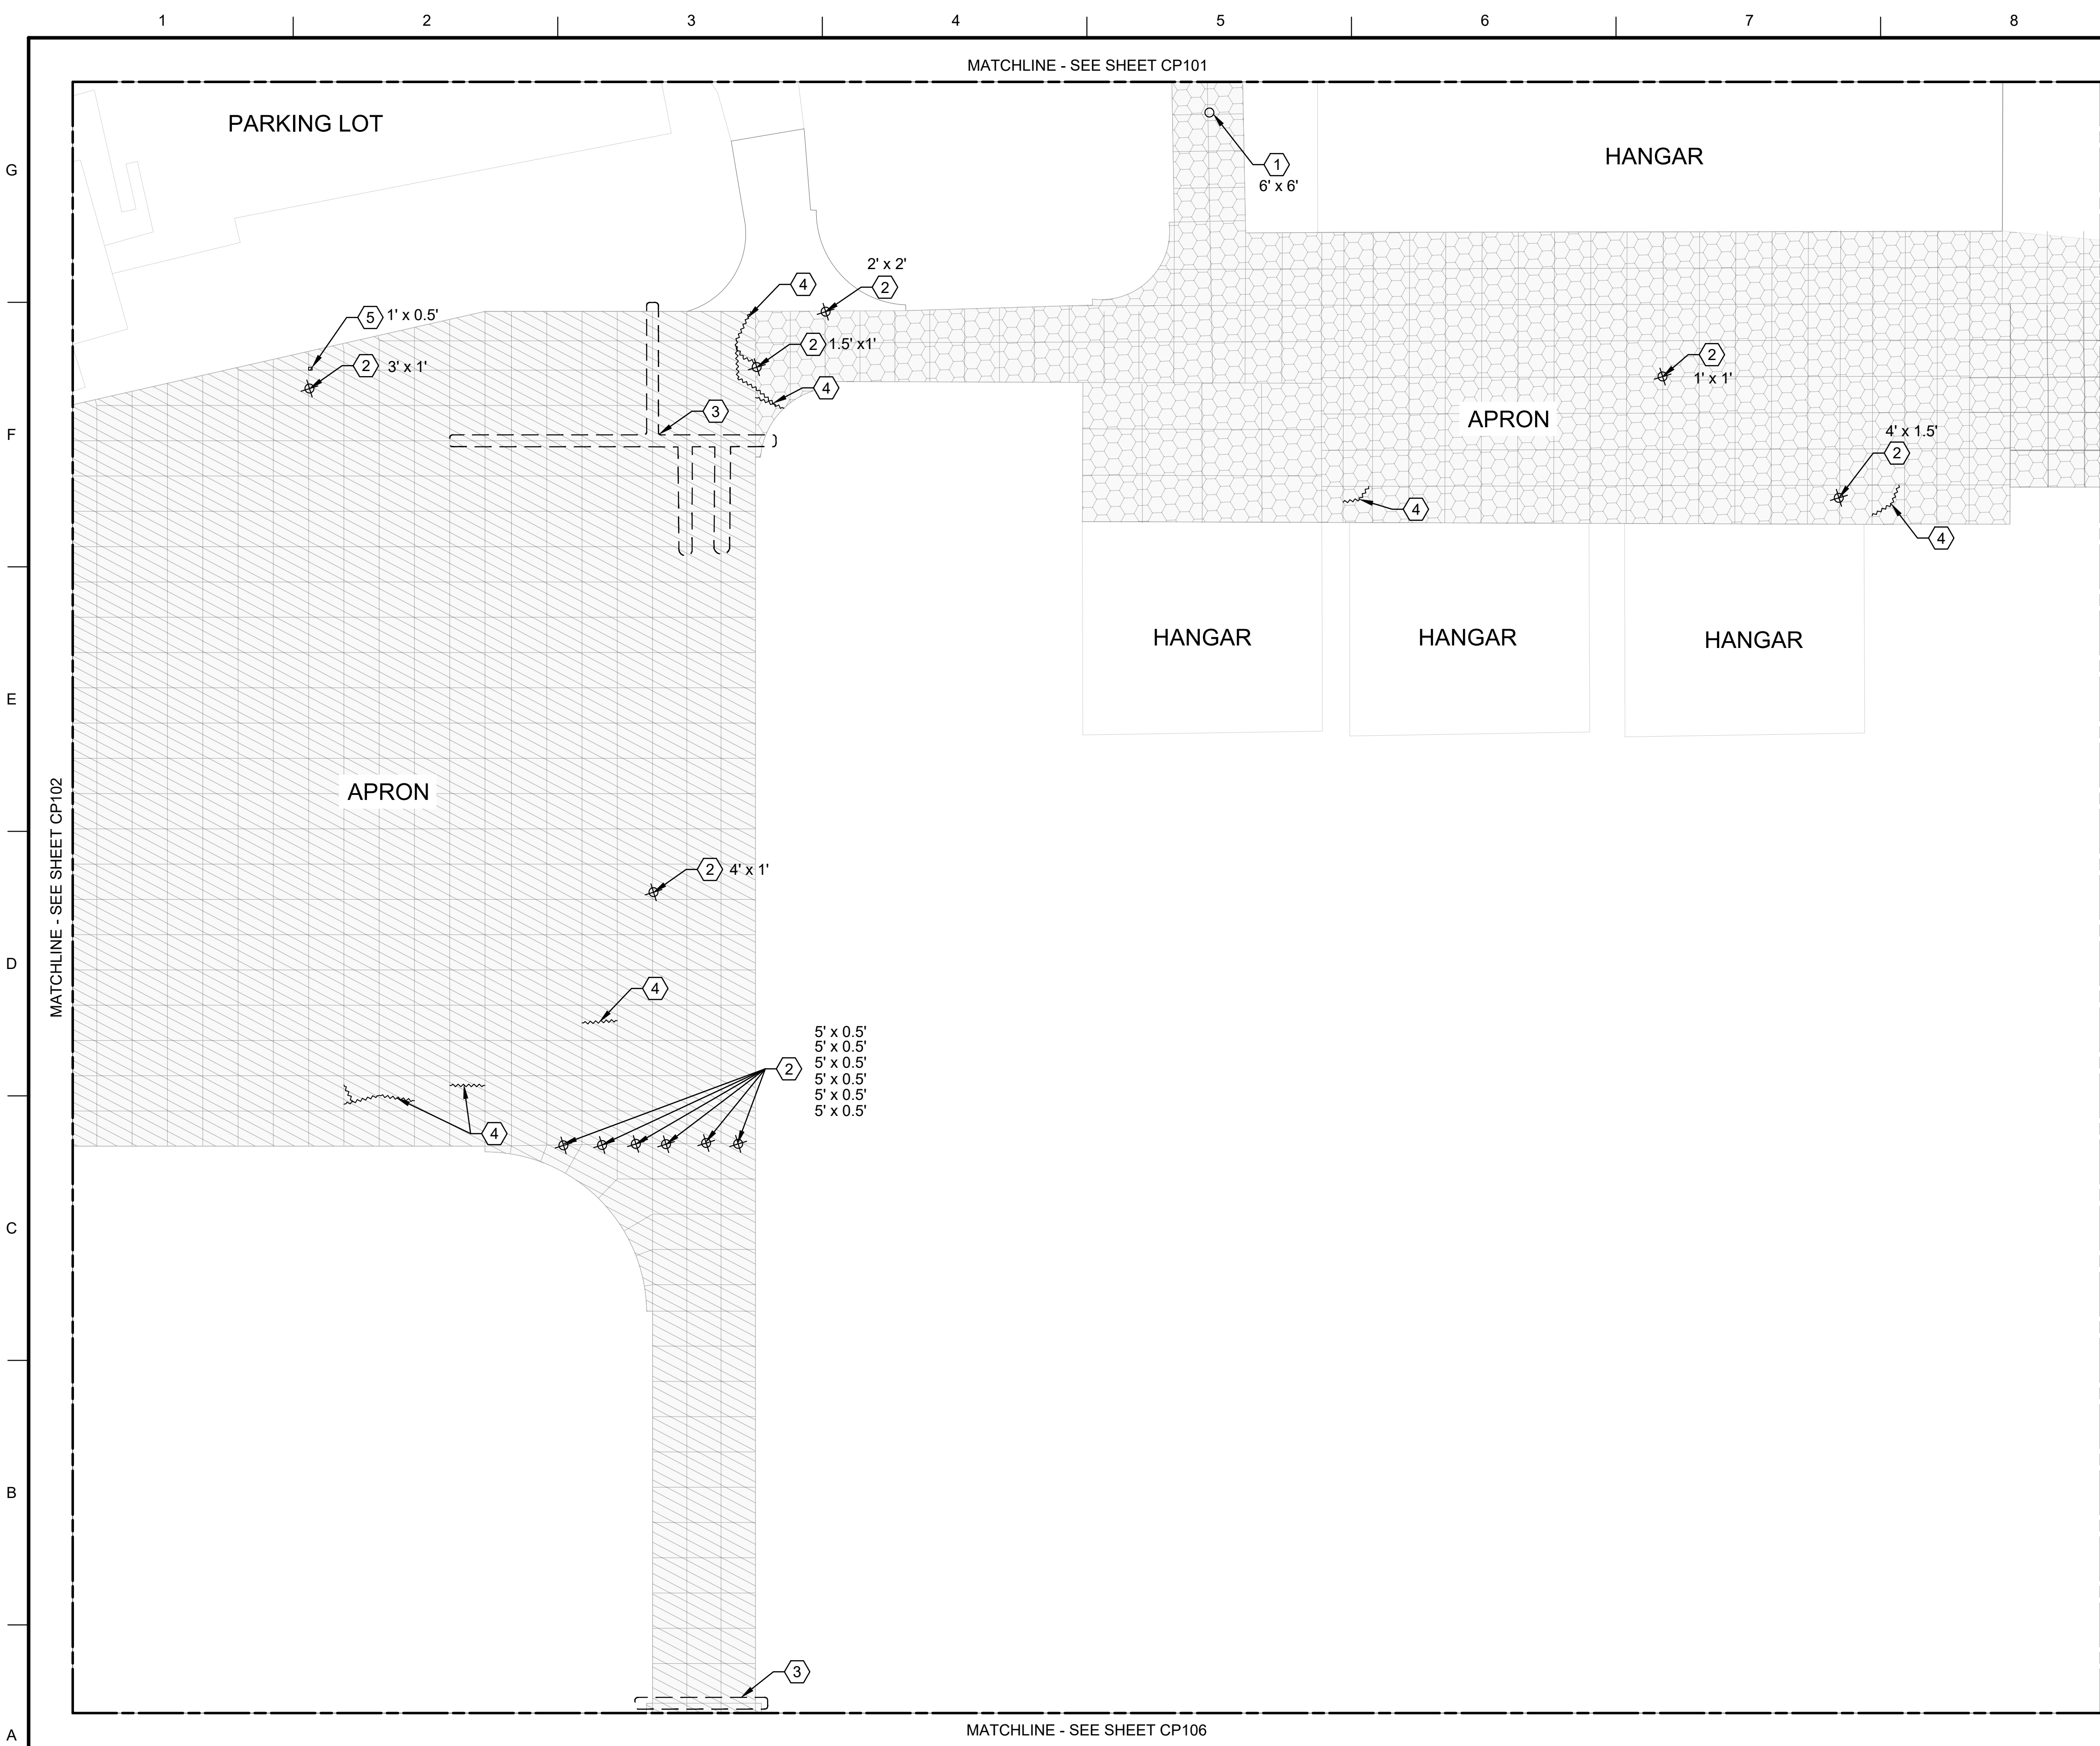 1 2 3 4 5 6 7 8
MATCHLINE - SEE SHEET CP101
PARKING LOT
HANGAR
G
1
6' x 6'
2' x 2'
4
2
5 1' x 0.5'
2 1.5' x1'
2 3' x 1'
2
1' x 1'
4
3
APRON
F
4' x 1.5'
2
4
4
HANGAR
HANGAR
HANGAR
E
APRON
MATCHLINE - SEE SHEET CP102
2 4' x 1'
D
4
5' x 0.5'
5' x 0.5'
5' x 0.5'
2
5' x 0.5'
5' x 0.5'
5' x 0.5'
4
C
B
3
MATCHLINE - SEE SHEET CP106
A